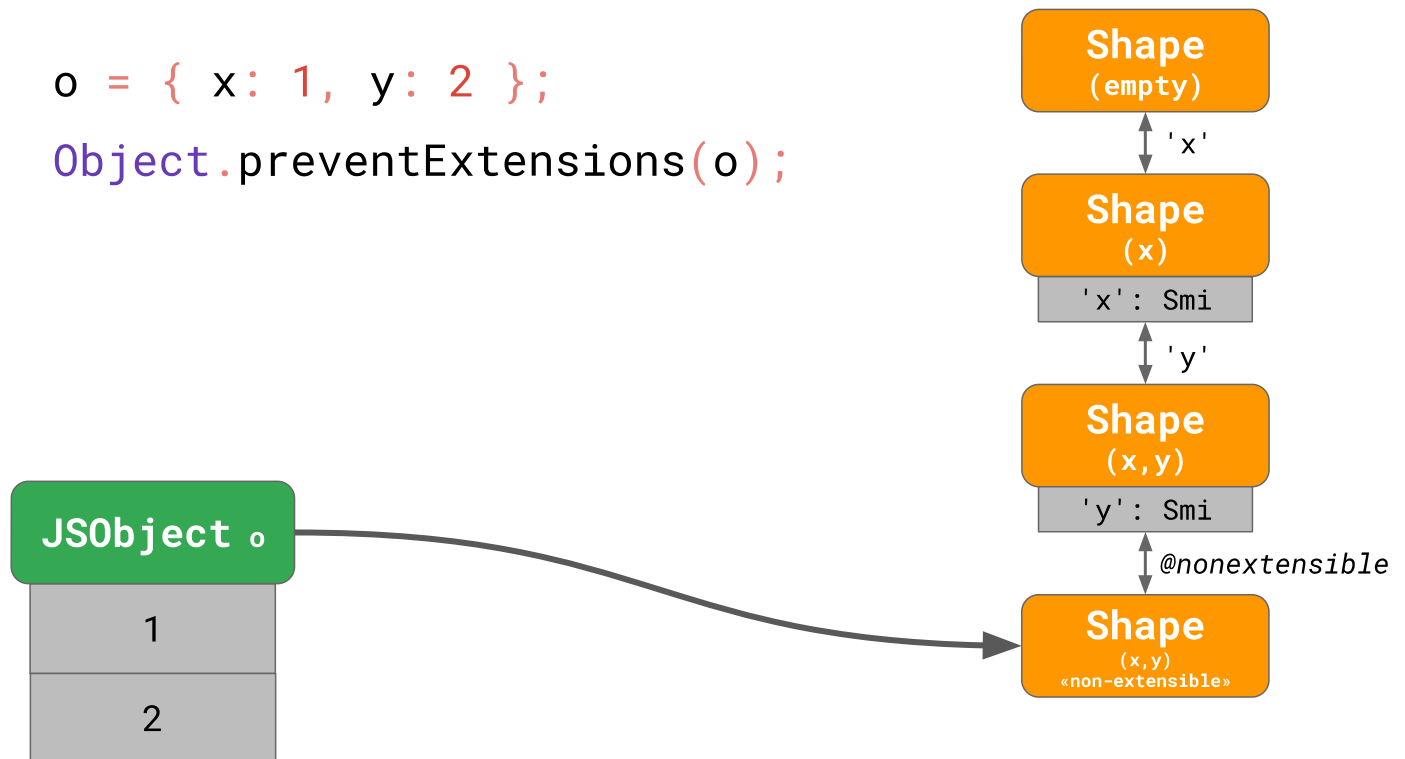 o = { x: 1, y: 2 };
Object.preventExtensions(o);
Shape
(empty)
'x'
Shape
(x)
'x': Smi
'y'
Shape
(x,y)
'y': Smi
@nonextensible
Shape
(x,y)
«non-extensible»
JSObject o
1
2